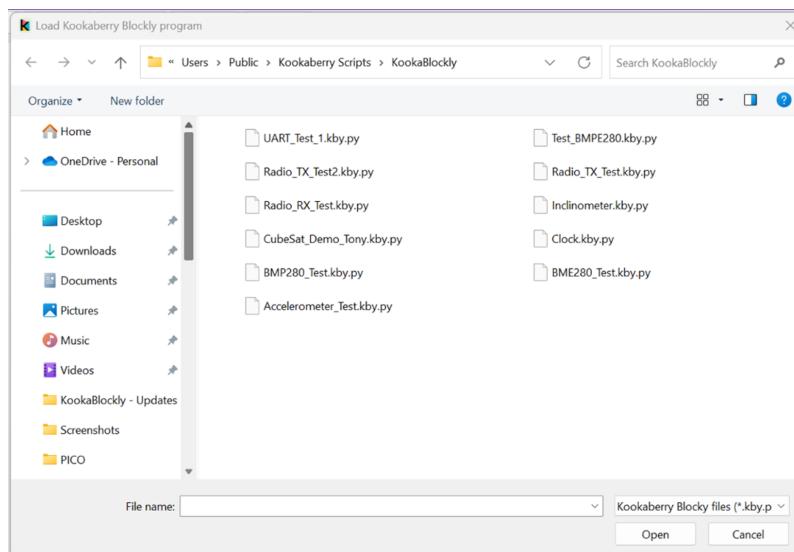 Load Kookaberry Blockly program
« Users > Public > Kookaberry Scripts > KookaBlockly
Search KookaBlockly
Organize
New folder
Home
OneDrive - Personal
Desktop
Downloads
Documents
Pictures
Music
Videos
KookaBlockly - Updates
Screenshots
PICO
UART_Test_1.kby.py
Test_BMPE280.kby.py
Radio_TX_Test2.kby.py
Radio_TX_Test.kby.py
Radio_RX_Test.kby.py
Inclinometer.kby.py
CubeSat_Demo_Tony.kby.py
Clock.kby.py
BMP280_Test.kby.py
BME280_Test.kby.py
Accelerometer_Test.kby.py
File name:
Kookaberry Blocky files (*.kby.p
Open
Cancel